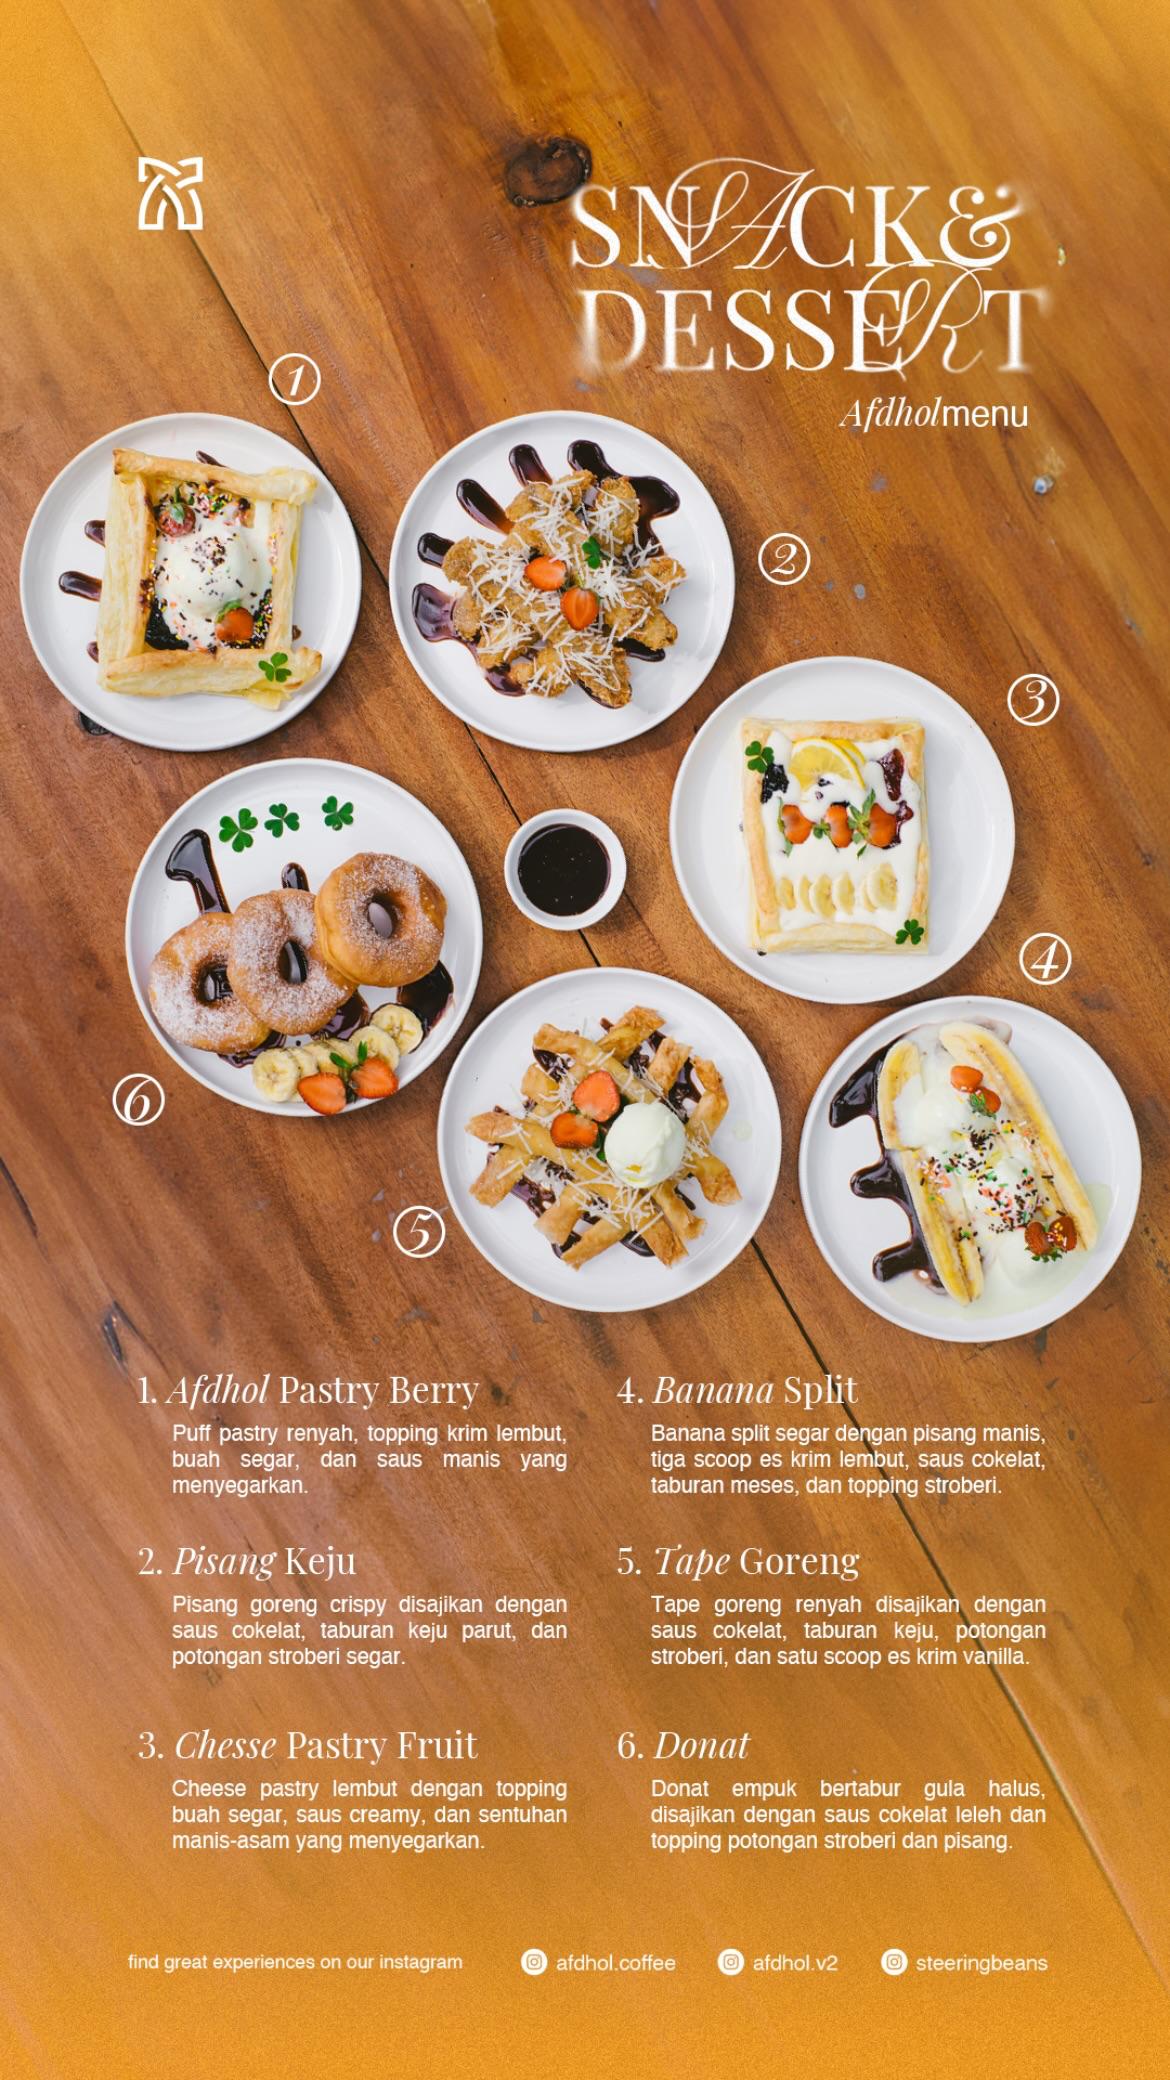 SNACK&
DESSERT
Afdholmenu
1
2
3
4
5
6
1. Afdhol Pastry Berry
Puff pastry renyah, topping krim lembut,
buah segar, dan saus manis yang
menyegarkan.
2. Pisang Keju
Pisang goreng crispy disajikan dengan
saus cokelat, taburan keju parut, dan
potongan stroberi segar.
3. Chesse Pastry Fruit
Cheese pastry lembut dengan topping
buah segar, saus creamy, dan sentuhan
manis-asam yang menyegarkan.
4. Banana Split
Banana split segar dengan pisang manis,
tiga scoop es krim lembut, saus cokelat,
taburan meses, dan topping stroberi.
5. Tape Goreng
Tape goreng renyah disajikan dengan
saus cokelat, taburan keju, potongan
stroberi, dan satu scoop es krim vanilla.
6. Donat
Donat empuk bertabur gula halus,
disajikan dengan saus cokelat leleh dan
topping potongan stroberi dan pisang.
find great experiences on our instagram afdhol.coffee afdhol.v2 steeringbeans